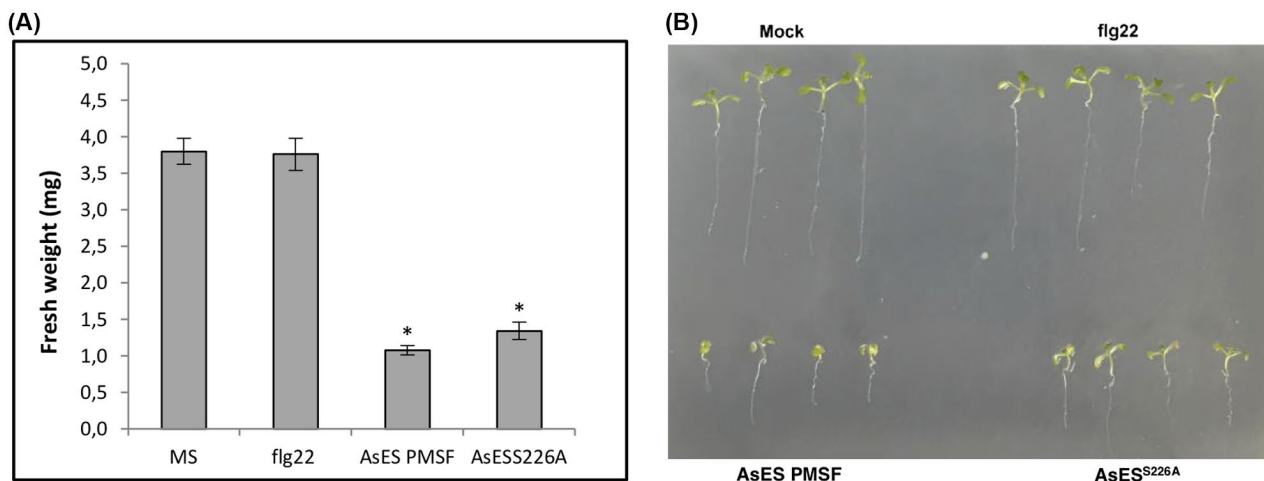 (A)
5,0
4,5
4,0
3,5
3,0
2,5
2,0
1,5
1,0
0,5
0,0
Fresh weight (mg)
*
*
MS flg22 AsES PMSF AsESS226A
(B)
Mock flg22
AsES PMSF AsES^S226A